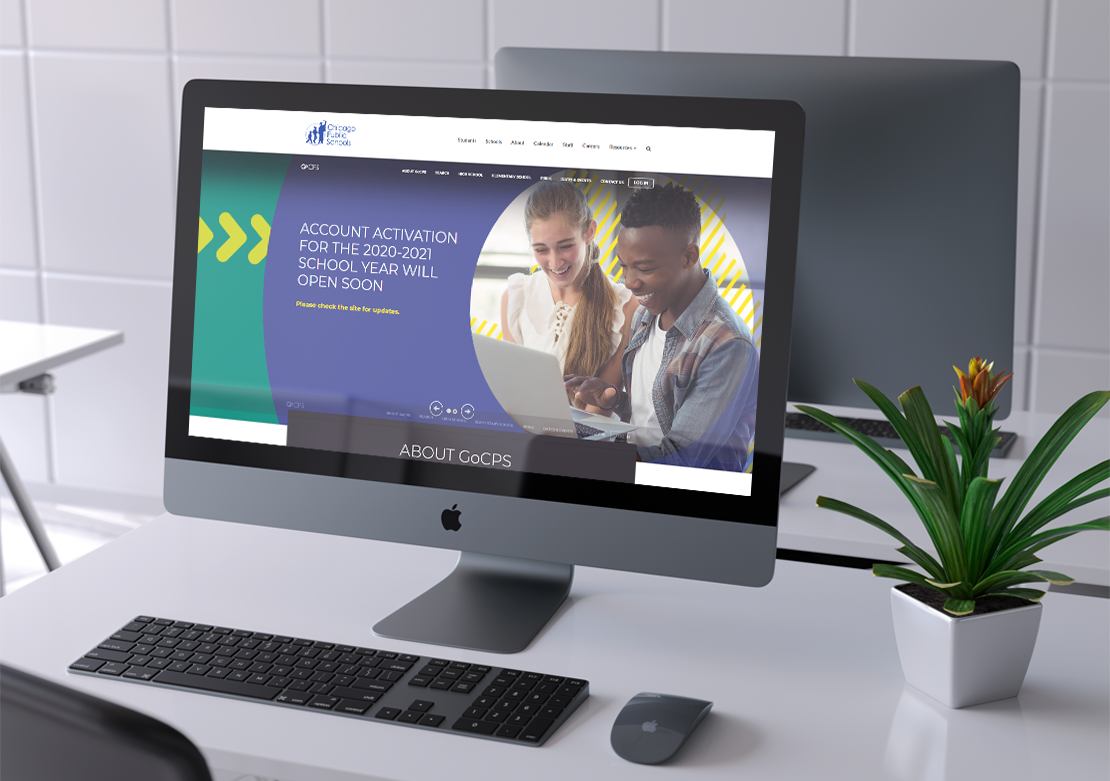 Chicago
Public
Schools
Students Schools About Calendar Staff Careers Resources
GoCPS
ABOUT GoCPS SEARCH HIGH SCHOOL ELEMENTARY SCHOOL DATES & EVENTS CONTACT US LOG IN
ACCOUNT ACTIVATION
FOR THE 2020-2021
SCHOOL YEAR WILL
OPEN SOON
Please check the site for updates.
GoCPS
ABOUT GoCPS